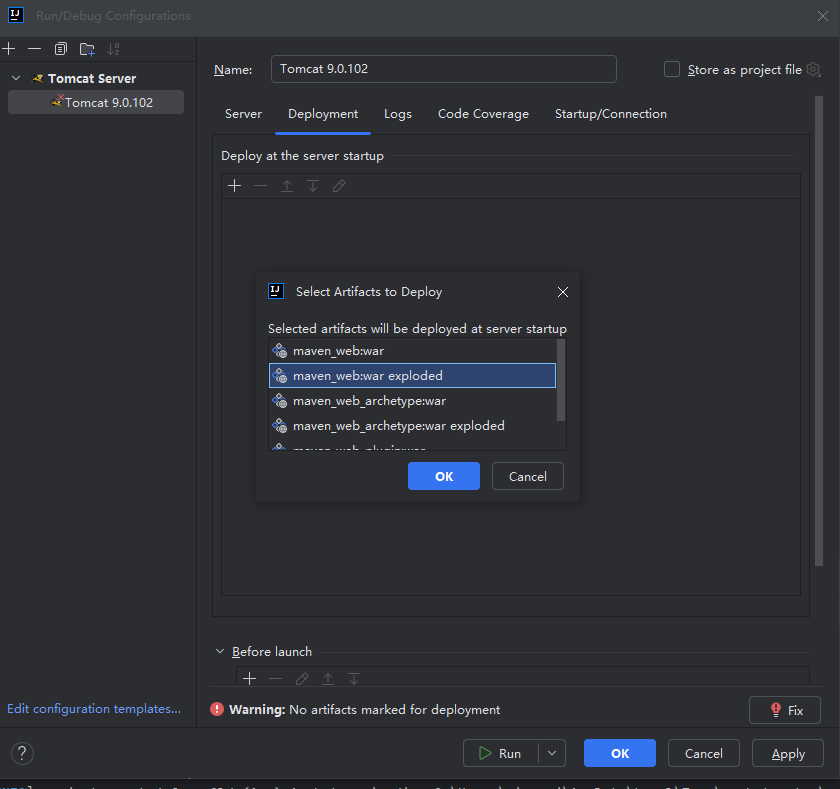 Run/Debug Configurations
Tomcat Server
Tomcat 9.0.102
Name:
Tomcat 9.0.102
Store as project file
Server
Deployment
Logs
Code Coverage
Startup/Connection
Deploy at the server startup
Select Artifacts to Deploy
Selected artifacts will be deployed at server startup
maven_web:war
maven_web:war exploded
maven_web_archetype:war
maven_web_archetype:war exploded
OK
Cancel
Before launch
Edit configuration templates...
Warning: No artifacts marked for deployment
Fix
?
Run
OK
Cancel
Apply